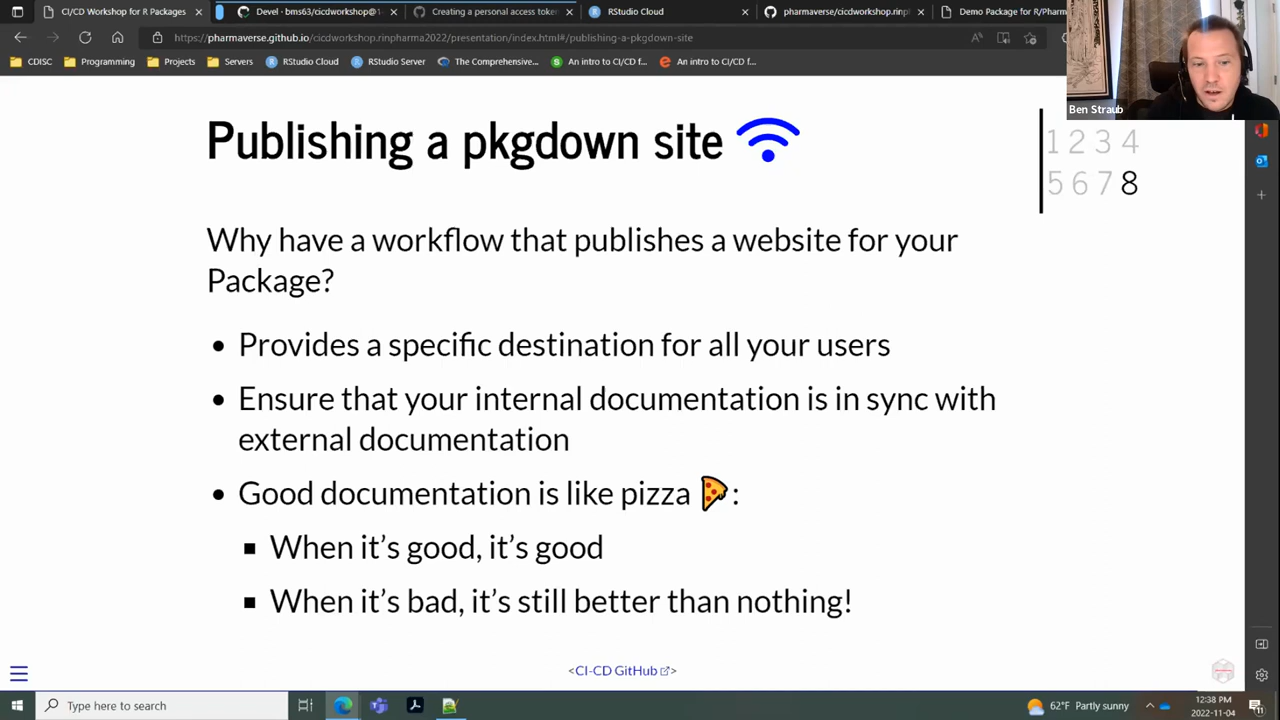 CI/CD Workshop for R Packages
Devel · bms63/cicdworkshop@1
Creating a personal access token
RStudio Cloud
pharmaverse/cicdworkshop.rinph
Demo Package for R/Pharm
https://pharmaverse.github.io/cicdworkshop.rinpharma2022/presentation/index.html#/publishing-a-pkgdown-site
CDISC
Programming
Projects
Servers
RStudio Cloud
RStudio Server
The Comprehensive...
An intro to CI/CD f...
An intro to CI/CD f...
Ben Straub
Publishing a pkgdown site
1 2 3 4
5 6 7 8
Why have a workflow that publishes a website for your
Package?
• Provides a specific destination for all your users
• Ensure that your internal documentation is in sync with
external documentation
• Good documentation is like pizza 🍕:
▪ When it’s good, it’s good
▪ When it’s bad, it’s still better than nothing!
<CI-CD GitHub>
Type here to search
62°F Partly sunny
12:38 PM
2022-11-04
11